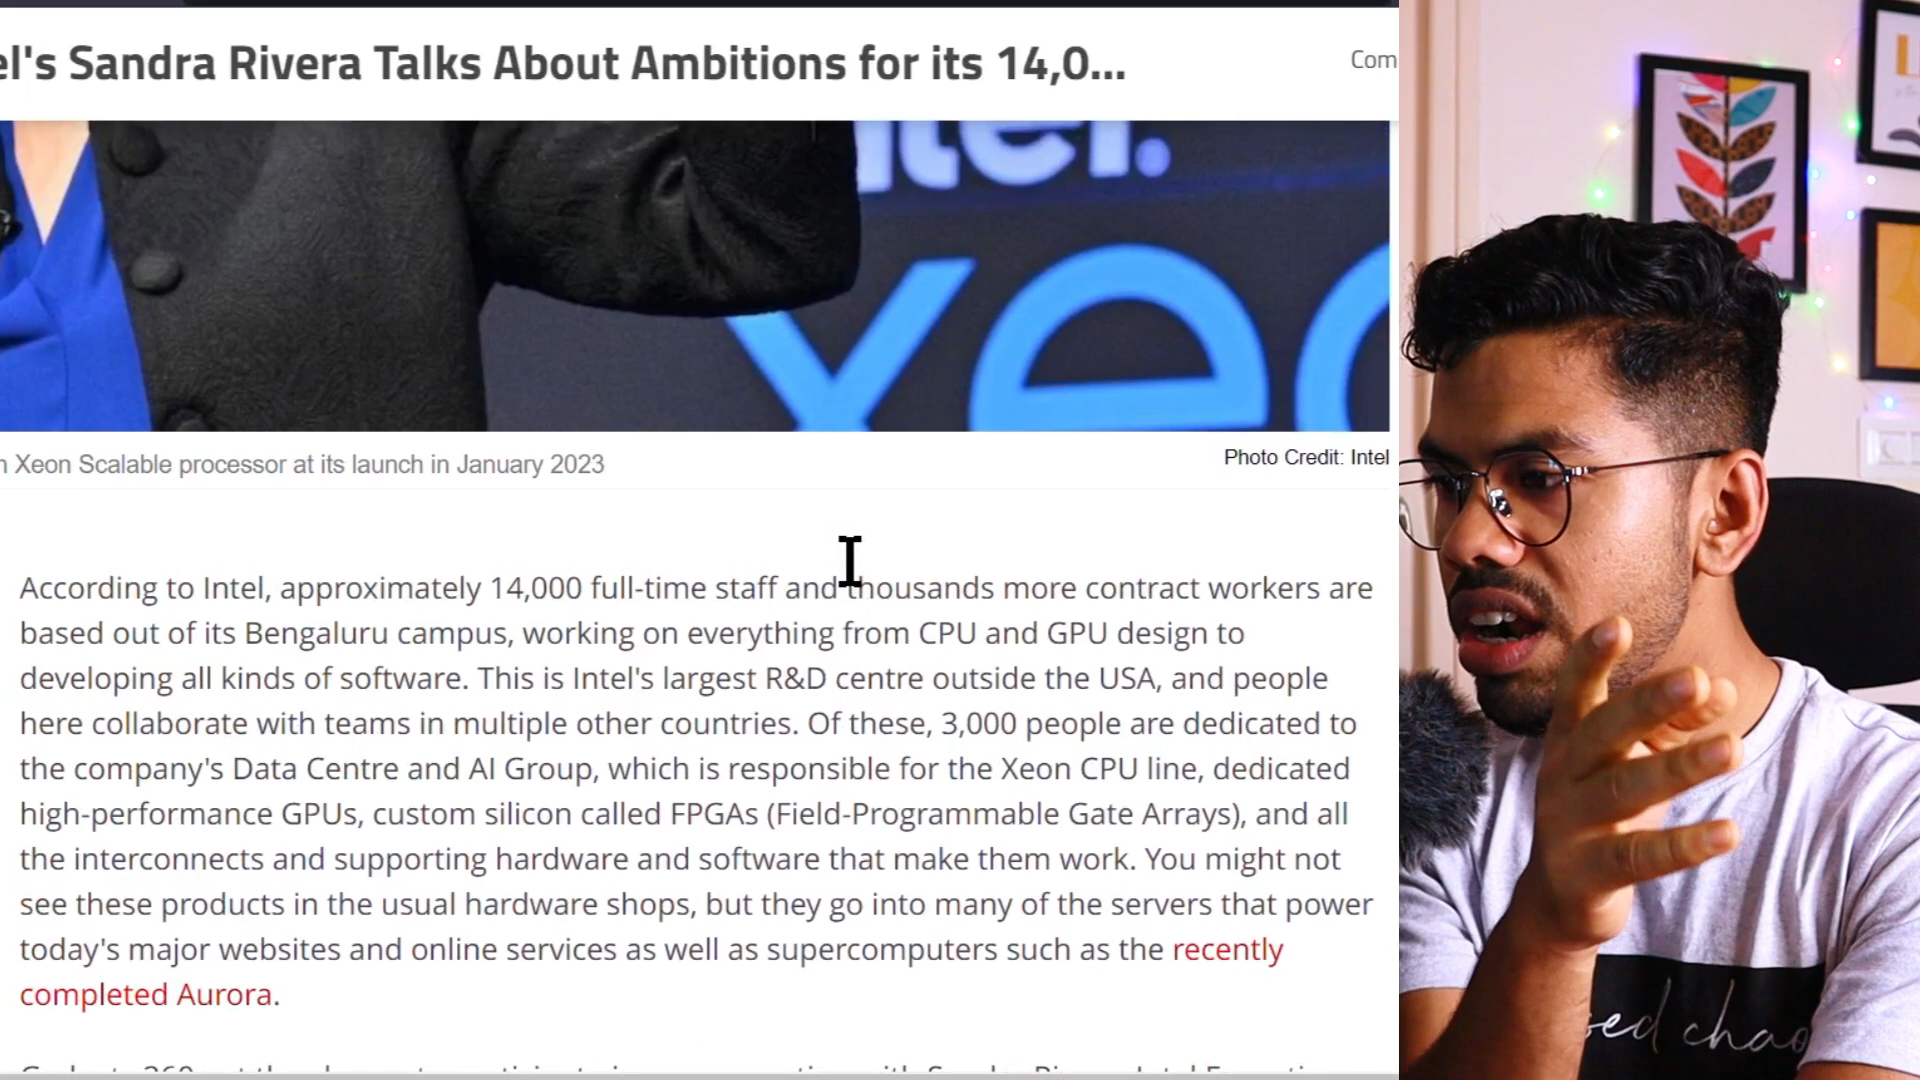 el's Sandra Rivera Talks About Ambitions for its 14,0...
Com
ntel.
xeo
n Xeon Scalable processor at its launch in January 2023
Photo Credit: Intel
According to Intel, approximately 14,000 full-time staff and thousands more contract workers are
based out of its Bengaluru campus, working on everything from CPU and GPU design to
developing all kinds of software. This is Intel's largest R&D centre outside the USA, and people
here collaborate with teams in multiple other countries. Of these, 3,000 people are dedicated to
the company's Data Centre and AI Group, which is responsible for the Xeon CPU line, dedicated
high-performance GPUs, custom silicon called FPGAs (Field-Programmable Gate Arrays), and all
the interconnects and supporting hardware and software that make them work. You might not
see these products in the usual hardware shops, but they go into many of the servers that power
today's major websites and online services as well as supercomputers such as the recently
completed Aurora.
sed chao